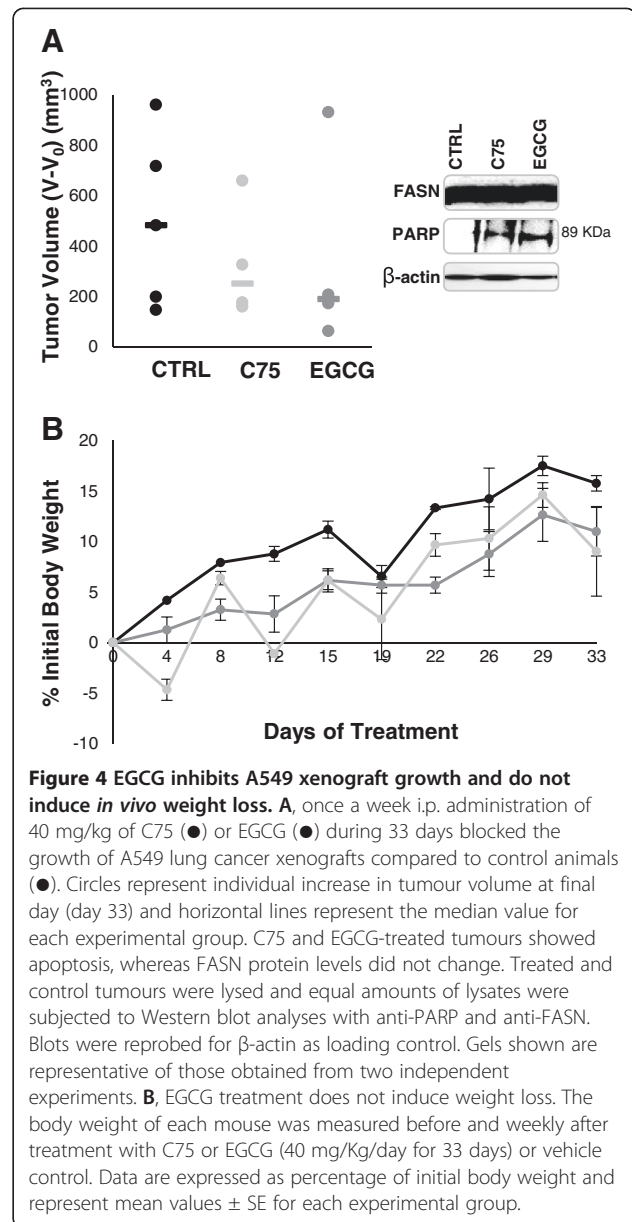 A
Tumor Volume (V-V₀) (mm³)
1000
800
600
400
200
0
CTRL
C75
EGCG
CTRL
C75
EGCG
FASN
PARP
89 KDa
β-actin
B
% Initial Body Weight
20
15
10
5
0
-5
-10
0
4
8
12
15
19
22
26
29
33
Days of Treatment
Figure 4 EGCG inhibits A549 xenograft growth and do not
induce in vivo weight loss. A, once a week i.p. administration of
40 mg/kg of C75 (●) or EGCG (●) during 33 days blocked the
growth of A549 lung cancer xenografts compared to control animals
(●). Circles represent individual increase in tumour volume at final
day (day 33) and horizontal lines represent the median value for
each experimental group. C75 and EGCG-treated tumours showed
apoptosis, whereas FASN protein levels did not change. Treated and
control tumours were lysed and equal amounts of lysates were
subjected to Western blot analyses with anti-PARP and anti-FASN.
Blots were reprobed for β-actin as loading control. Gels shown are
representative of those obtained from two independent
experiments. B, EGCG treatment does not induce weight loss. The
body weight of each mouse was measured before and weekly after
treatment with C75 or EGCG (40 mg/Kg/day for 33 days) or vehicle
control. Data are expressed as percentage of initial body weight and
represent mean values ± SE for each experimental group.